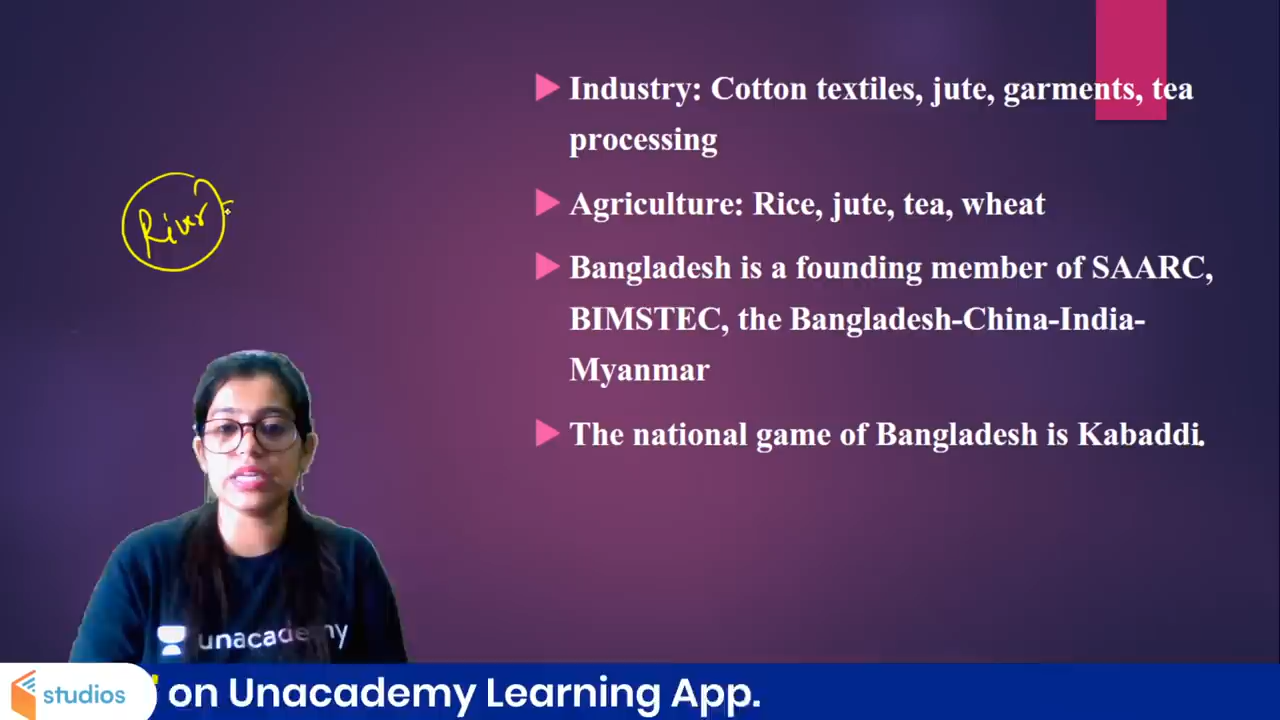 Industry: Cotton textiles, jute, garments, tea
processing
Agriculture: Rice, jute, tea, wheat
Bangladesh is a founding member of SAARC,
BIMSTEC, the Bangladesh-China-India-
Myanmar
The national game of Bangladesh is Kabaddi.
River
unacademy
studios
on Unacademy Learning App.